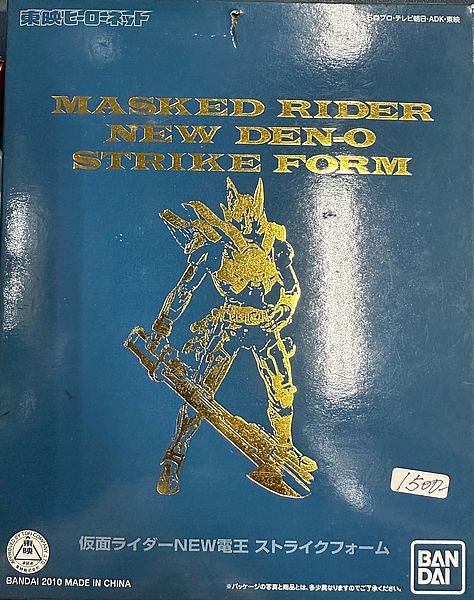 東映ヒーローネット
森プロ・テレビ朝日・ADK・東映
MASKED RIDER
NEW DEN-O
STRIKE FORM
1500-
仮面ライダーNEW電王 ストライクフォーム
東映
BANDAI 2010 MADE IN CHINA
※パッケージの写真と商品とは、多少異なりますのでご了承ください。
BAN
DAI